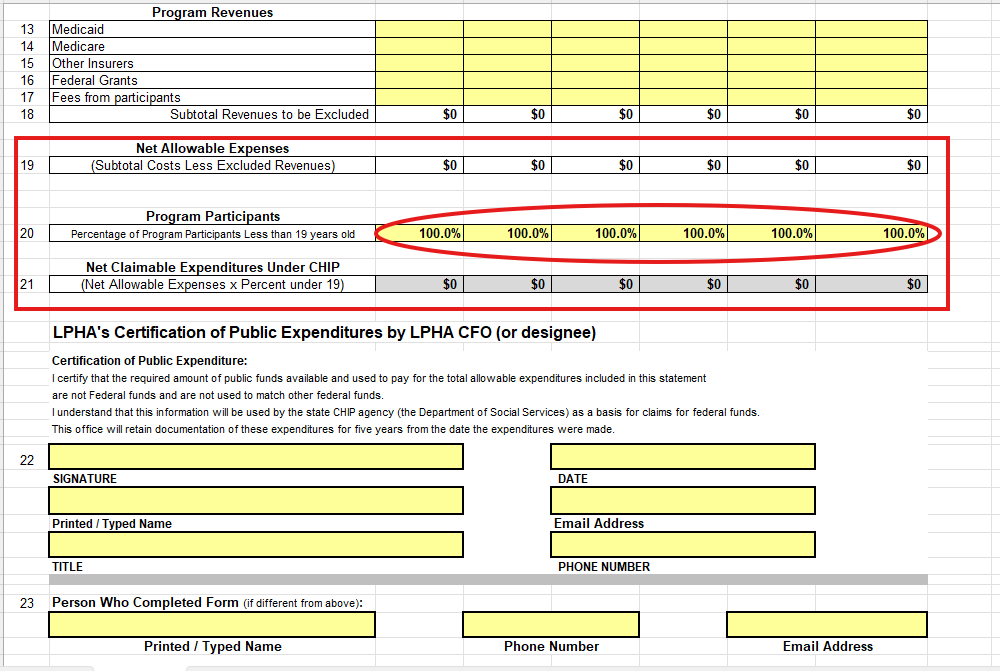 Program Revenues
13 Medicaid
14 Medicare
15 Other Insurers
16 Federal Grants
17 Fees from participants
18 Subtotal Revenues to be Excluded $0 $0 $0 $0 $0 $0
Net Allowable Expenses
19 (Subtotal Costs Less Excluded Revenues) $0 $0 $0 $0 $0 $0
Program Participants
20 Percentage of Program Participants Less than 19 years old 100.0% 100.0% 100.0% 100.0% 100.0% 100.0%
Net Claimable Expenditures Under CHIP
21 (Net Allowable Expenses x Percent under 19) $0 $0 $0 $0 $0 $0
LPHA's Certification of Public Expenditures by LPHA CFO (or designee)
Certification of Public Expenditure:
I certify that the required amount of public funds available and used to pay for the total allowable expenditures included in this statement
are not Federal funds and are not used to match other federal funds.
I understand that this information will be used by the state CHIP agency (the Department of Social Services) as a basis for claims for federal funds.
This office will retain documentation of these expenditures for five years from the date the expenditures were made.
22
SIGNATURE DATE
Printed / Typed Name Email Address
TITLE PHONE NUMBER
23 Person Who Completed Form (if different from above):
Printed / Typed Name Phone Number Email Address